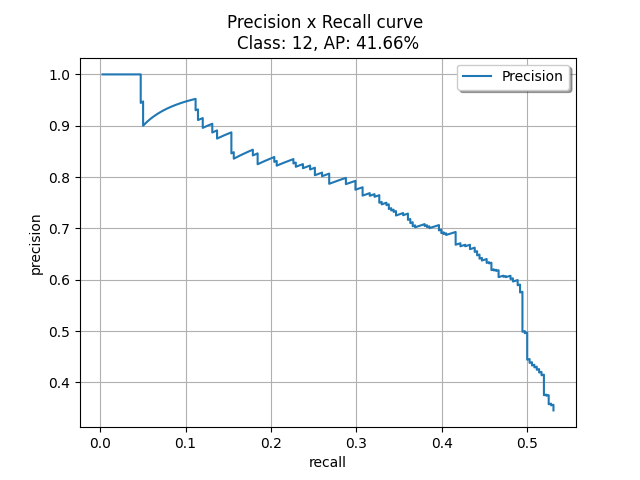 Precision x Recall curve
Class: 12, AP: 41.66%
Precision
1.0
0.9
0.8
0.7
0.6
0.5
0.4
precision
0.0 0.1 0.2 0.3 0.4 0.5
recall